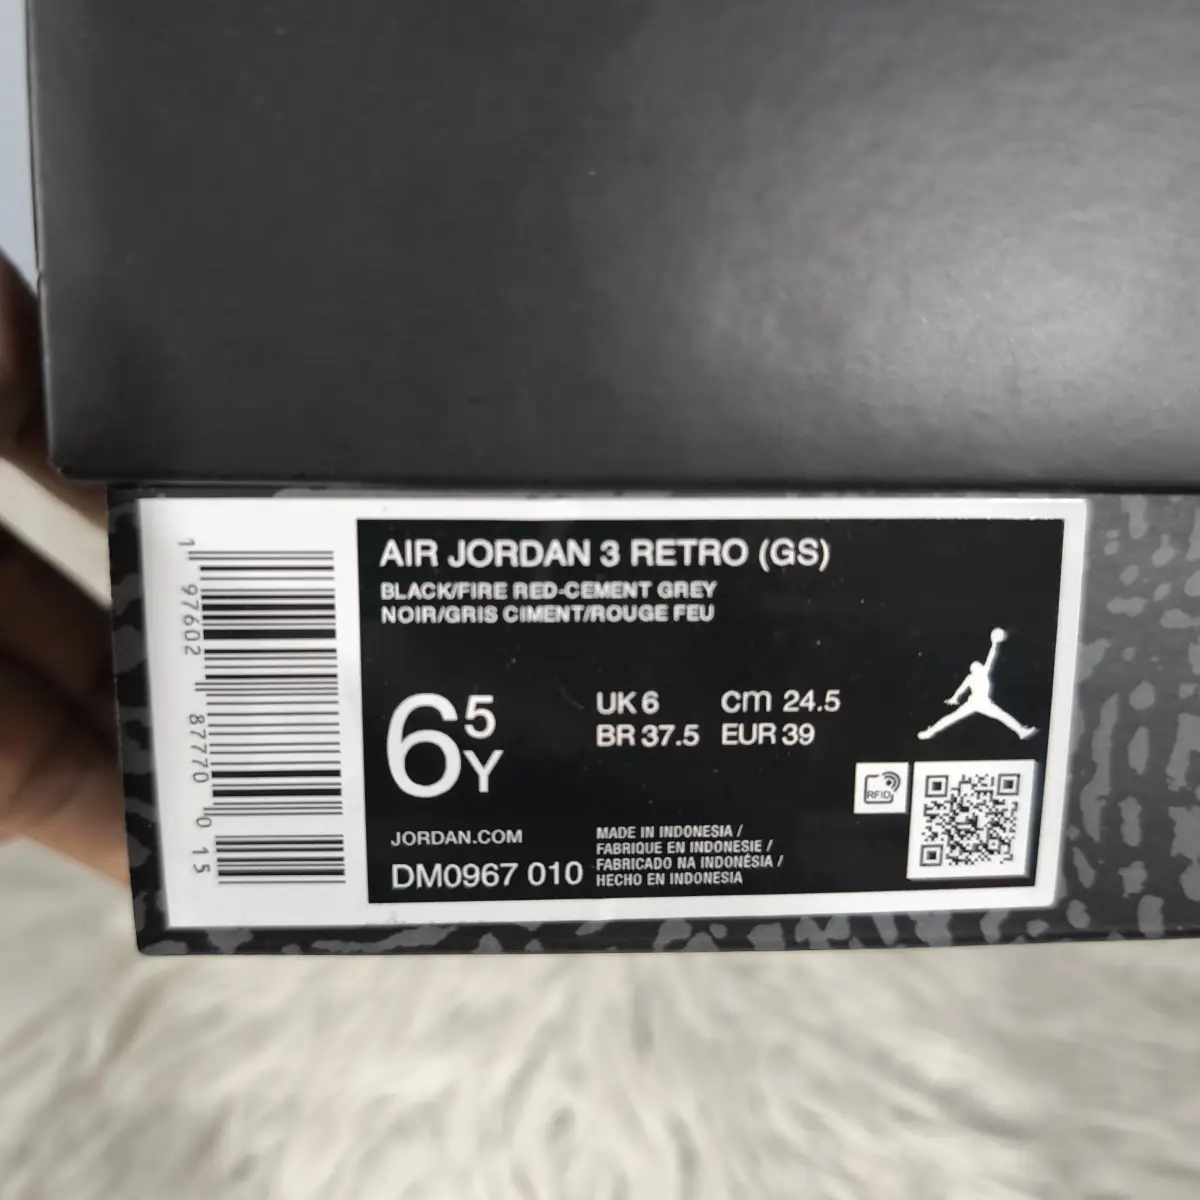 AIR JORDAN 3 RETRO (GS)
BLACK/FIRE RED-CEMENT GREY
NOIR/GRIS CIMENT/ROUGE FEU
6 5 Y
UK 6 cm 24.5
BR 37.5 EUR 39
RFID
JORDAN.COM
DM0967 010
MADE IN INDONESIA /
FABRIQUE EN INDONESIE /
FABRICADO NA INDONÉSIA /
HECHO EN INDONESIA
1 97602 87770 0 15